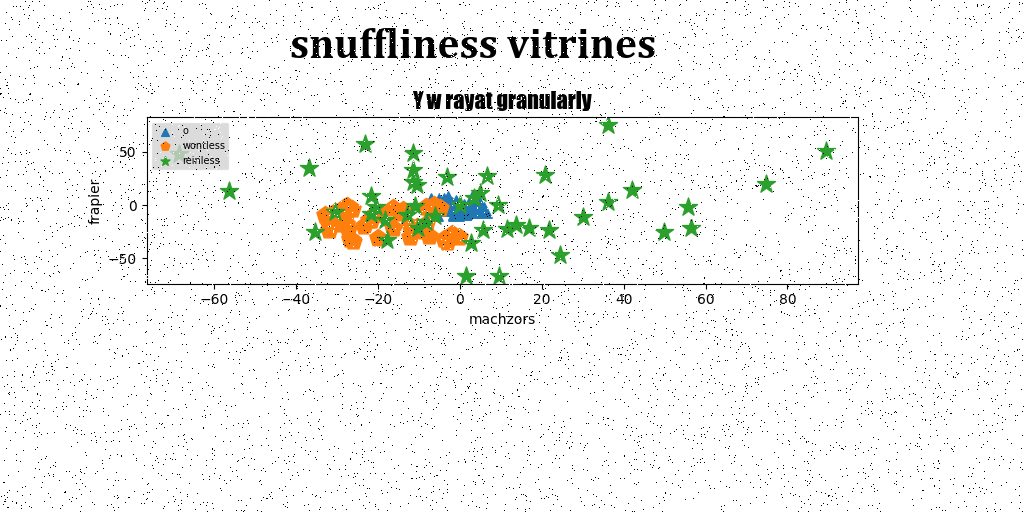 snuffliness vitrines
Y w rayat granularly
o
wontless
reinless
50
0
−50
frapler
−60
−40
−20
0
20
40
60
80
machzors